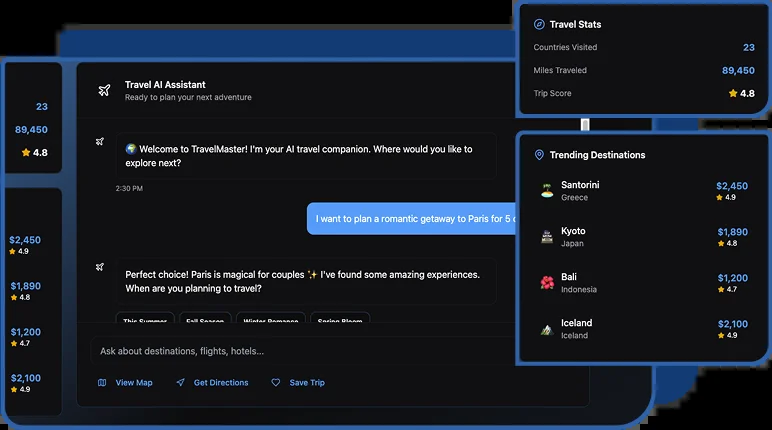 23
89,450
4.8
$2,450
4.9
$1,890
4.8
$1,200
4.7
$2,100
4.9
Travel AI Assistant
Ready to plan your next adventure
Welcome to TravelMaster! I'm your AI travel companion. Where would you like to
explore next?
2:30 PM
I want to plan a romantic getaway to Paris for 5
Perfect choice! Paris is magical for couples ✨ I've found some amazing experiences.
When are you planning to travel?
This Summer
Fall Season
Winter Romance
Spring Bloom
Ask about destinations, flights, hotels...
View Map
Get Directions
Save Trip
Travel Stats
Countries Visited 23
Miles Traveled 89,450
Trip Score 4.8
Trending Destinations
Santorini $2,450
Greece 4.9
Kyoto $1,890
Japan 4.8
Bali $1,200
Indonesia 4.7
Iceland $2,100
Iceland 4.9